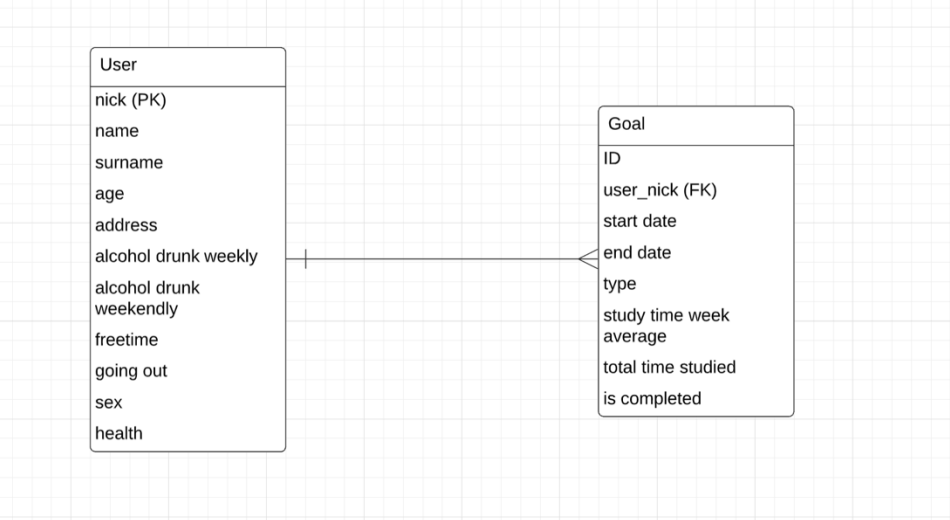 User
nick (PK)
name
surname
age
address
alcohol drunk weekly
alcohol drunk
weekendly
freetime
going out
sex
health
Goal
ID
user_nick (FK)
start date
end date
type
study time week
average
total time studied
is completed